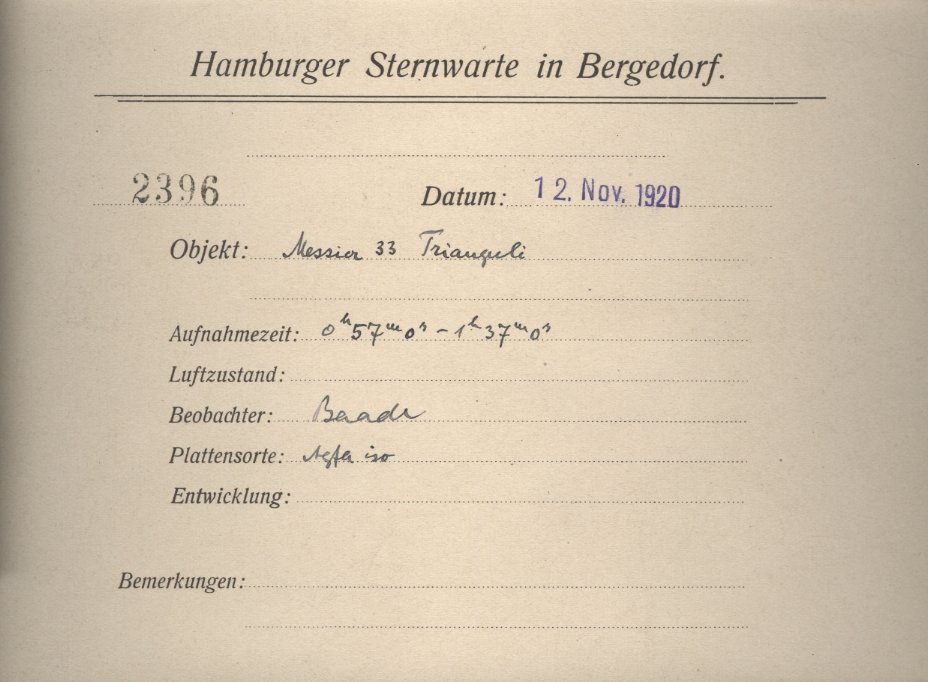 Hamburger Sternwarte in Bergedorf.
2396 Datum: 12. Nov. 1920
Objekt: Messier 33 Trianguli
Aufnahmezeit: 0ʰ57ᵐ0ˢ – 1ʰ37ᵐ0ˢ
Luftzustand:
Beobachter: Baade
Plattensorte: Agfa iso
Entwicklung:
Bemerkungen: